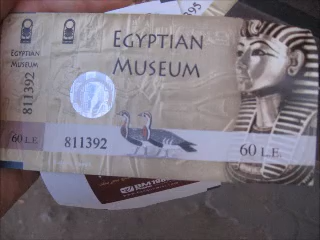 EGYPTIAN
MUSEUM
EGYPTIAN
MUSEUM
811392
811392
60 L.E.
60 L.E.